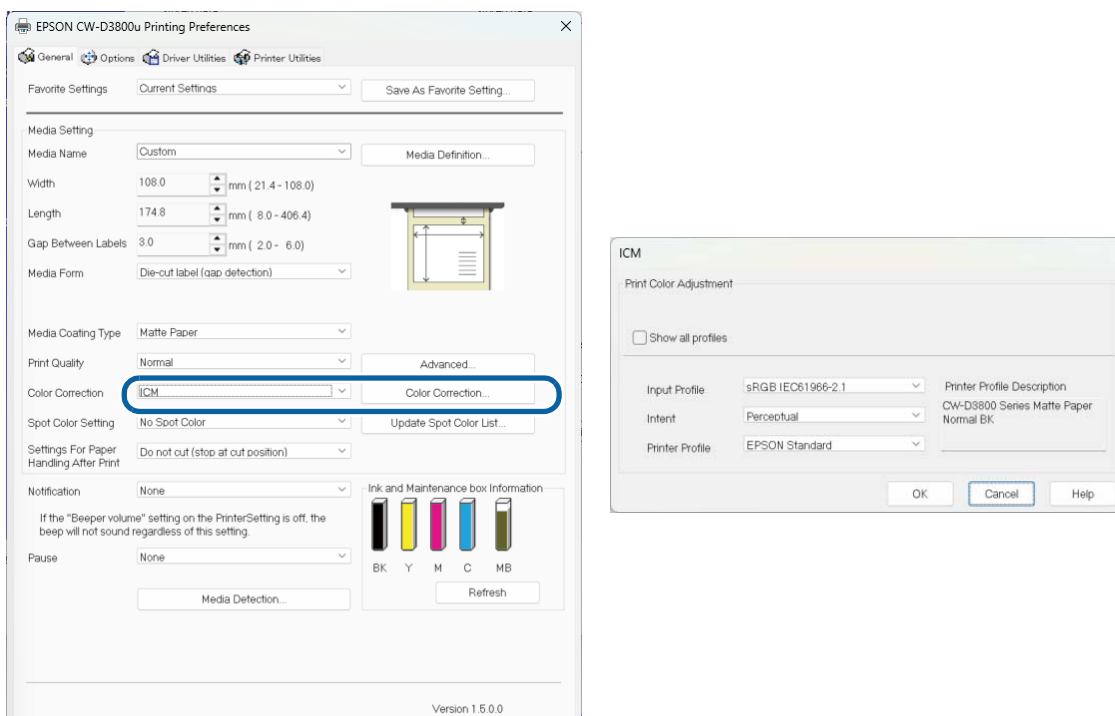 EPSON CW-D3800u Printing Preferences
General Options Driver Utilities Printer Utilities
Favorite Settings Current Settings Save As Favorite Setting...
Media Setting
Media Name Custom Media Definition...
Width 108.0 mm ( 21.4 - 108.0)
Length 174.8 mm ( 8.0 - 406.4)
Gap Between Labels 3.0 mm ( 2.0 - 6.0)
Media Form Die-cut label (gap detection)
Media Coating Type Matte Paper
Print Quality Normal Advanced...
Color Correction ICM Color Correction...
Spot Color Setting No Spot Color Update Spot Color List...
Settings For Paper
Handling After Print Do not cut (stop at cut position)
Notification None
If the "Beeper volume" setting on the PrinterSetting is off, the
beep will not sound regardless of this setting.
Pause None
Media Detection...
Ink and Maintenance box Information
BK Y M C MB
Refresh
Version 1.5.0.0
ICM
Print Color Adjustment
Show all profiles
Input Profile sRGB IEC61966-2.1
Intent Perceptual
Printer Profile EPSON Standard
Printer Profile Description
CW-D3800 Series Matte Paper
Normal BK
OK Cancel Help